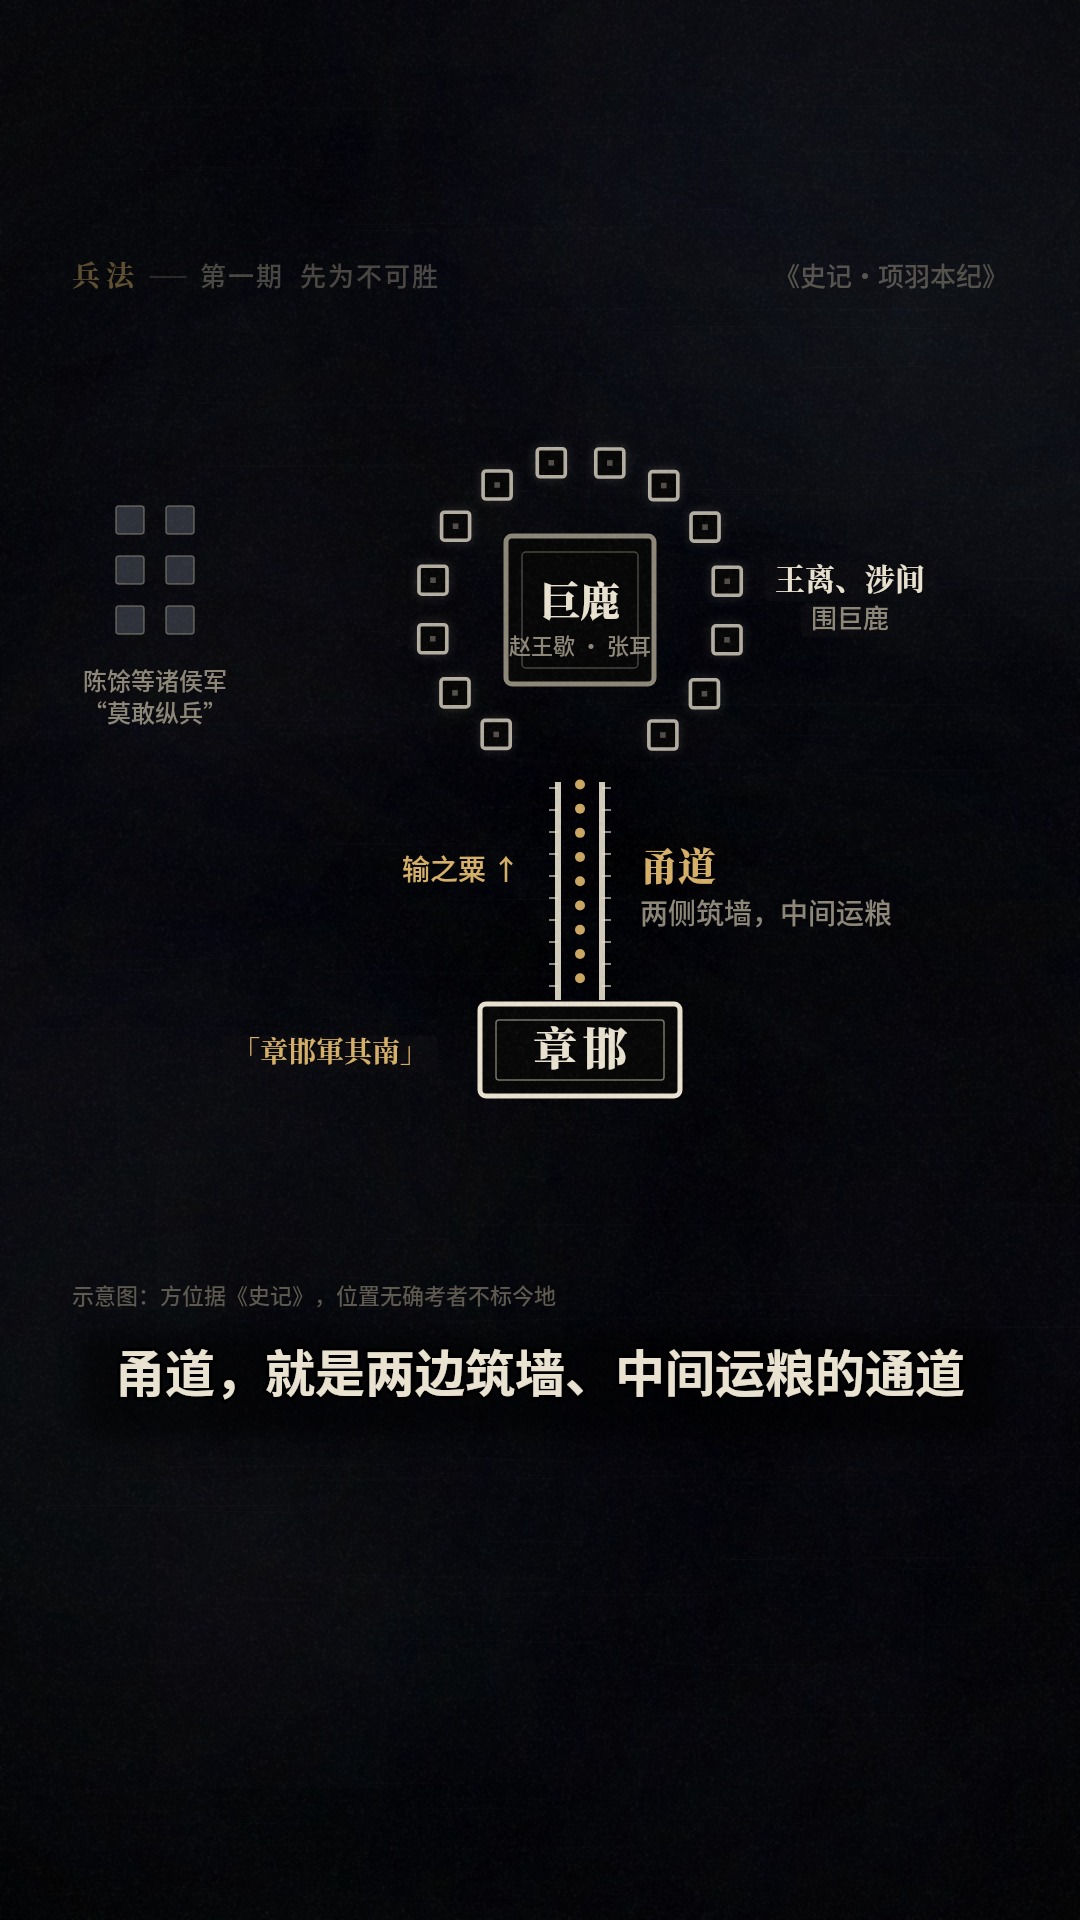 兵法 —— 第一期 先为不可胜
《史记·项羽本纪》
巨鹿
赵王歇 · 张耳
王离、涉间
围巨鹿
陈馀等诸侯军
“莫敢纵兵”
输之粟 ↑
甬道
两侧筑墙，中间运粮
「章邯軍其南」
章邯
示意图：方位据《史记》，位置无确考者不标今地
甬道，就是两边筑墙、中间运粮的通道